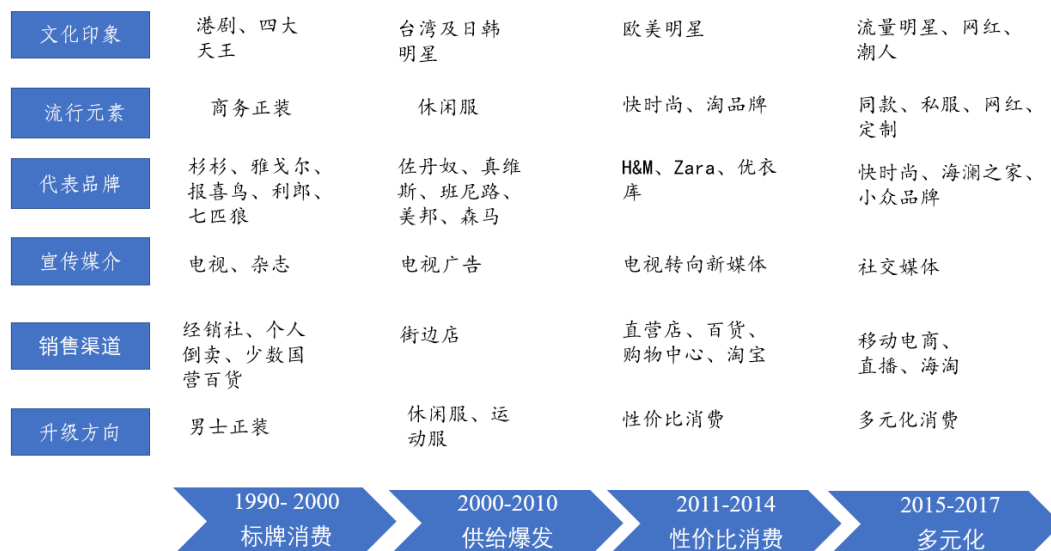 文化印象
港剧、四大
天王
台湾及日韩
明星
欧美明星
流量明星、网红、
潮人
流行元素
商务正装
休闲服
快时尚、淘品牌
同款、私服、网红、
定制
代表品牌
杉杉、雅戈尔、
报喜鸟、利郎、
七匹狼
佐丹奴、真维
斯、班尼路、
美邦、森马
H&M、Zara、优衣
库
快时尚、海澜之家、
小众品牌
宣传媒介
电视、杂志
电视广告
电视转向新媒体
社交媒体
销售渠道
经销社、个人
倒卖、少数国
营百货
街边店
直营店、百货、
购物中心、淘宝
移动电商、
直播、海淘
升级方向
男士正装
休闲服、运
动服
性价比消费
多元化消费
1990- 2000
标牌消费
2000-2010
供给爆发
2011-2014
性价比消费
2015-2017
多元化